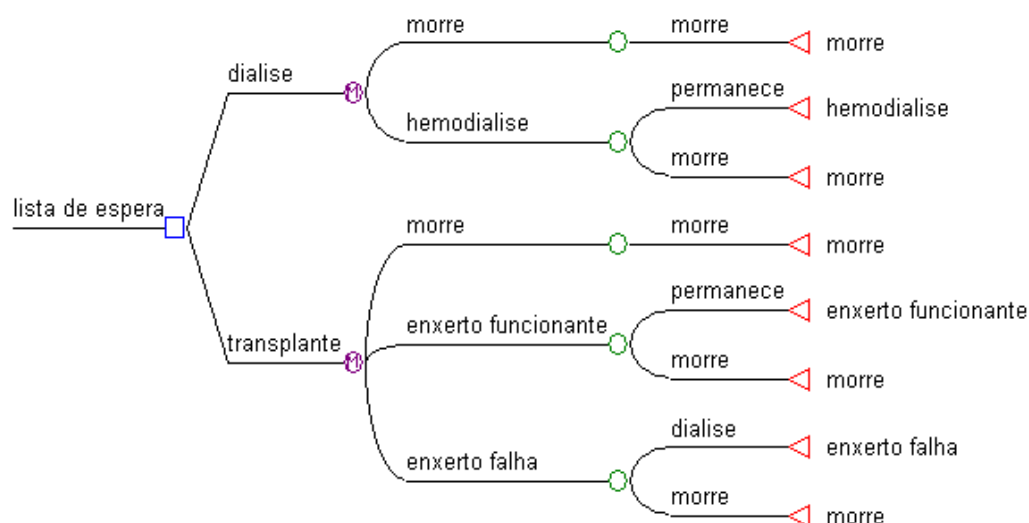 morre
morre
morre
dialise
M
permanece
hemodialise
hemodialise
morre
morre
lista de espera
morre
morre
morre
permanece
enxerto funcionante
enxerto funcionante
transplante
M
morre
morre
dialise
enxerto falha
enxerto falha
morre
morre